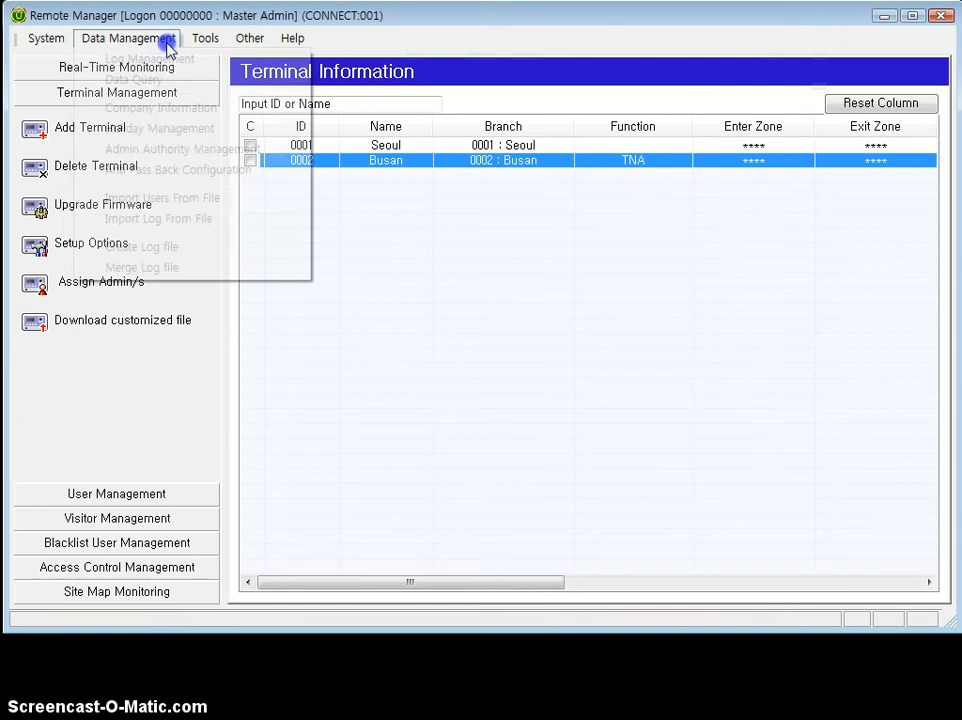 Remote Manager [Logon 00000000 : Master Admin] (CONNECT:001)
System Data Management Tools Other Help
Real-Time Monitoring
Terminal Management
Add Terminal
Delete Terminal
Upgrade Firmware
Setup Options
Assign Admin/s
Download customized file
User Management
Visitor Management
Blacklist User Management
Access Control Management
Site Map Monitoring
Log Management
Data Query
Company Information
Management
Admin Authority Management
Pass Back Configuration
Import Users From File
Import Log From File
Create Log file
Merge Log file
Terminal Information
Input ID or Name
Reset Column
C ID Name Branch Function Enter Zone Exit Zone
0001 Seoul 0001 : Seoul **** ****
0002 Busan 0002 : Busan TNA **** ****
Screencast-O-Matic.com